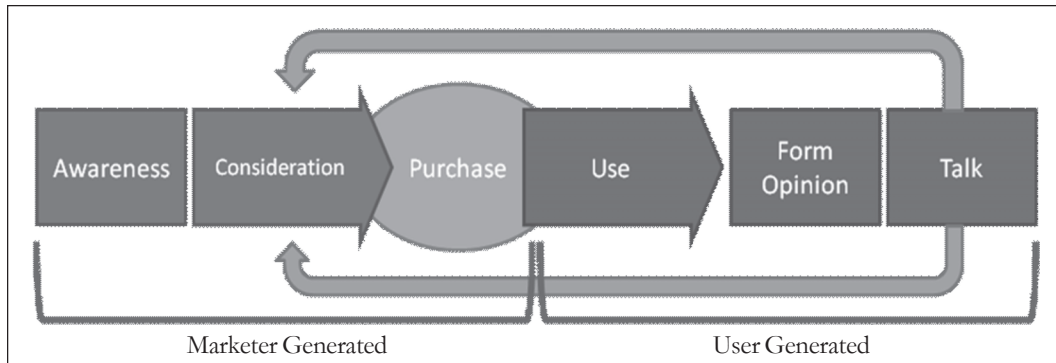 Awareness
Consideration
Purchase
Use
Form
Opinion
Talk
Marketer Generated
User Generated